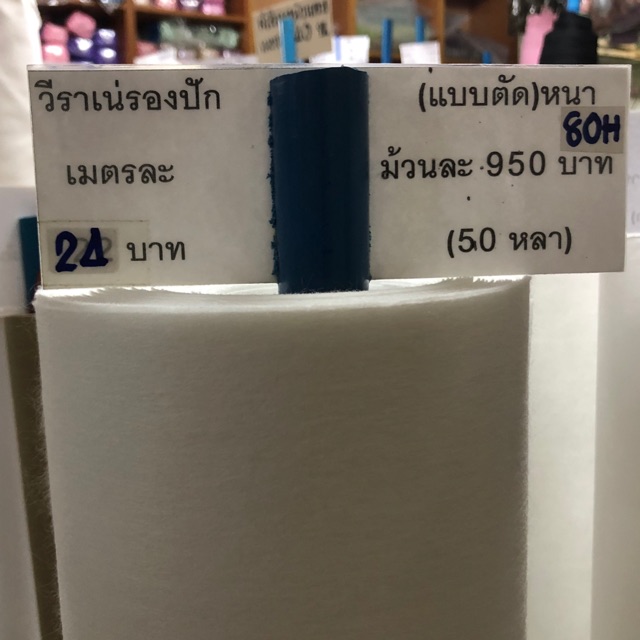 วีราเน่รองปัก
เมตรละ
24 บาท
(แบบตัด)หนา
80H
ม้วนละ 950 บาท
(50 หลา)